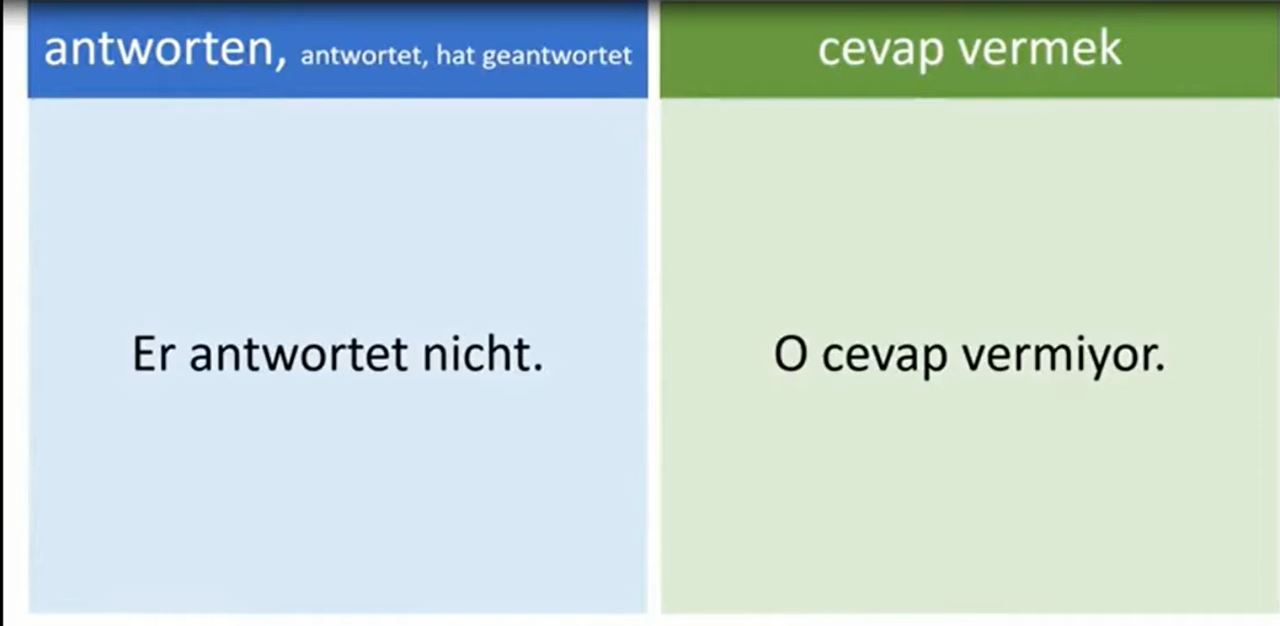 antworten, antwortet, hat geantwortet
cevap vermek
Er antwortet nicht.
O cevap vermiyor.